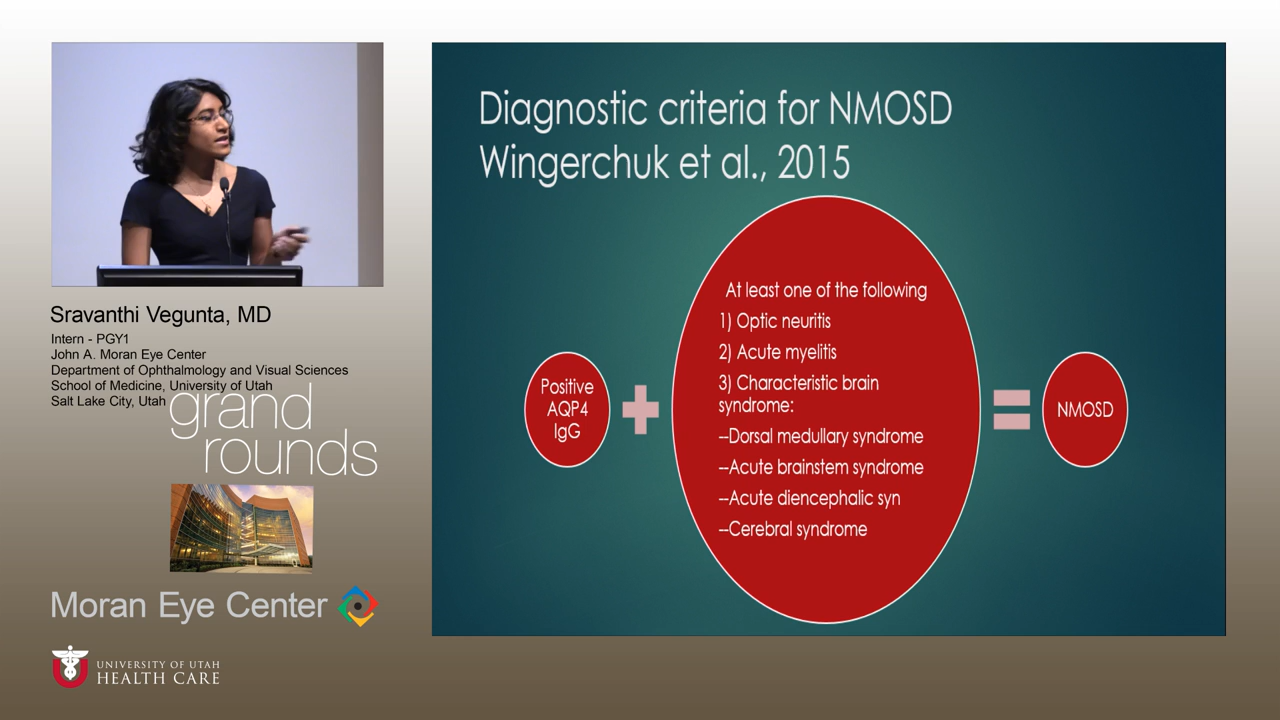 Sravanthi Vegunta, MD
Intern - PGY1
John A. Moran Eye Center
Department of Ophthalmology and Visual Sciences
School of Medicine, University of Utah
Salt Lake City, Utah
grand
rounds
Moran Eye Center
UNIVERSITY OF UTAH
HEALTH CARE
Diagnostic criteria for NMOSD
Wingerchuk et al., 2015
Positive
AQP4
IgG
At least one of the following
1) Optic neuritis
2) Acute myelitis
3) Characteristic brain
syndrome:
--Dorsal medullary syndrome
--Acute brainstem syndrome
--Acute diencephalic syn
--Cerebral syndrome
NMOSD